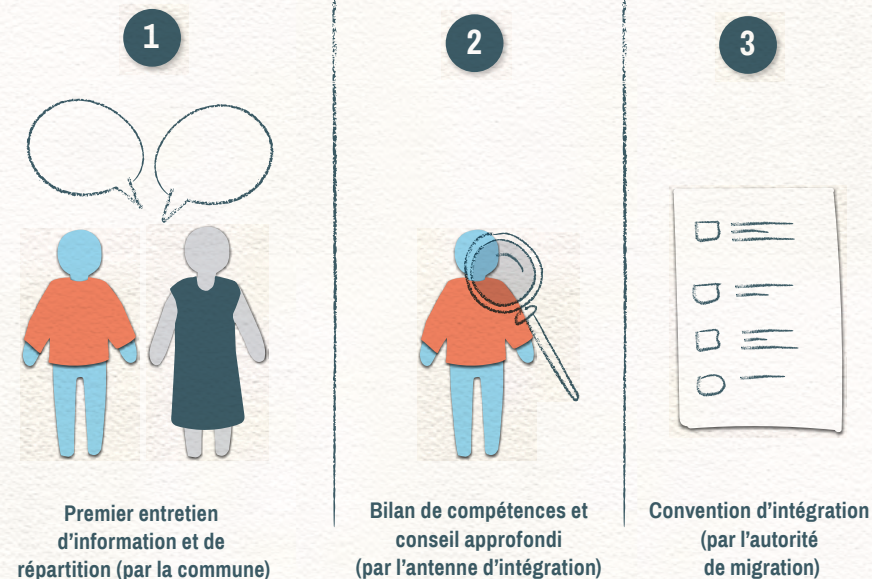 1
Premier entretien
d'information et de
répartition (par la commune)
2
Bilan de compétences et
conseil approfondi
(par l'antenne d'intégration)
3
Convention d'intégration
(par l'autorité
de migration)